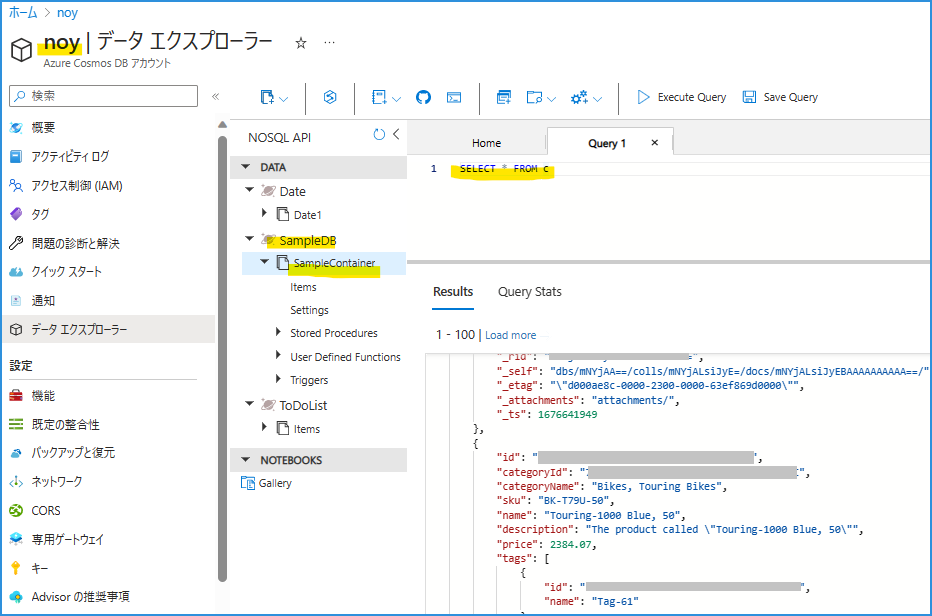 ホーム > noy
noy | データ エクスプローラー ☆ …
Azure Cosmos DB アカウント
検索
«
概要
アクティビティ ログ
アクセス制御 (IAM)
タグ
問題の診断と解決
クイック スタート
通知
データ エクスプローラー
設定
機能
既定の整合性
バックアップと復元
ネットワーク
CORS
専用ゲートウェイ
キー
Advisor の推奨事項
Execute Query
Save Query
NOSQL API
DATA
Date
Date1
SampleDB
SampleContainer
Items
Settings
Stored Procedures
User Defined Functions
Triggers
ToDoList
Items
NOTEBOOKS
Gallery
Home
Query 1 ×
1 SELECT * FROM c
Results Query Stats
1 - 100 | Load more
"_rid": "
=",
"_self": "dbs/mNYjAA==/colls/mNYjALsiJyE=/docs/mNYjALsiJyEBAAAAAAAAAA==/"
"_etag": "\"d000ae8c-0000-2300-0000-63ef869d0000\"",
"_attachments": "attachments/",
"_ts": 1676641949
},
{
"id": "
",
"categoryId": "
",
"categoryName": "Bikes, Touring Bikes",
"sku": "BK-T79U-50",
"name": "Touring-1000 Blue, 50",
"description": "The product called \"Touring-1000 Blue, 50\"",
"price": 2384.07,
"tags": [
{
"id": "
",
"name": "Tag-61"